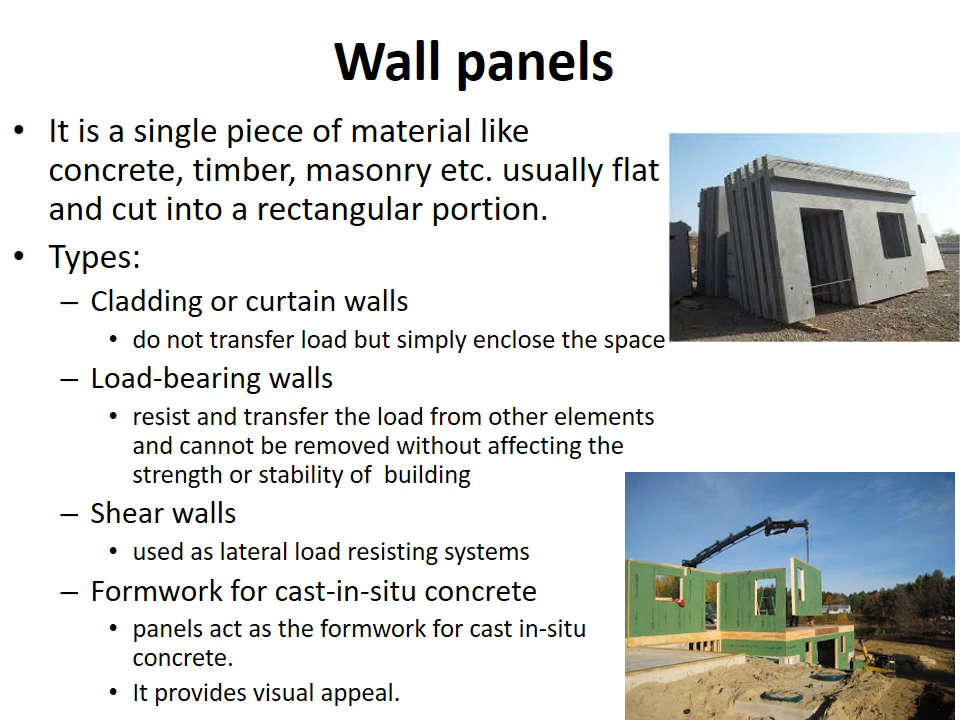 Wall panels
• It is a single piece of material like
concrete, timber, masonry etc. usually flat
and cut into a rectangular portion.
• Types:
– Cladding or curtain walls
• do not transfer load but simply enclose the space
– Load-bearing walls
• resist and transfer the load from other elements
and cannot be removed without affecting the
strength or stability of  building
– Shear walls
• used as lateral load resisting systems
– Formwork for cast-in-situ concrete
• panels act as the formwork for cast in-situ
concrete.
• It provides visual appeal.